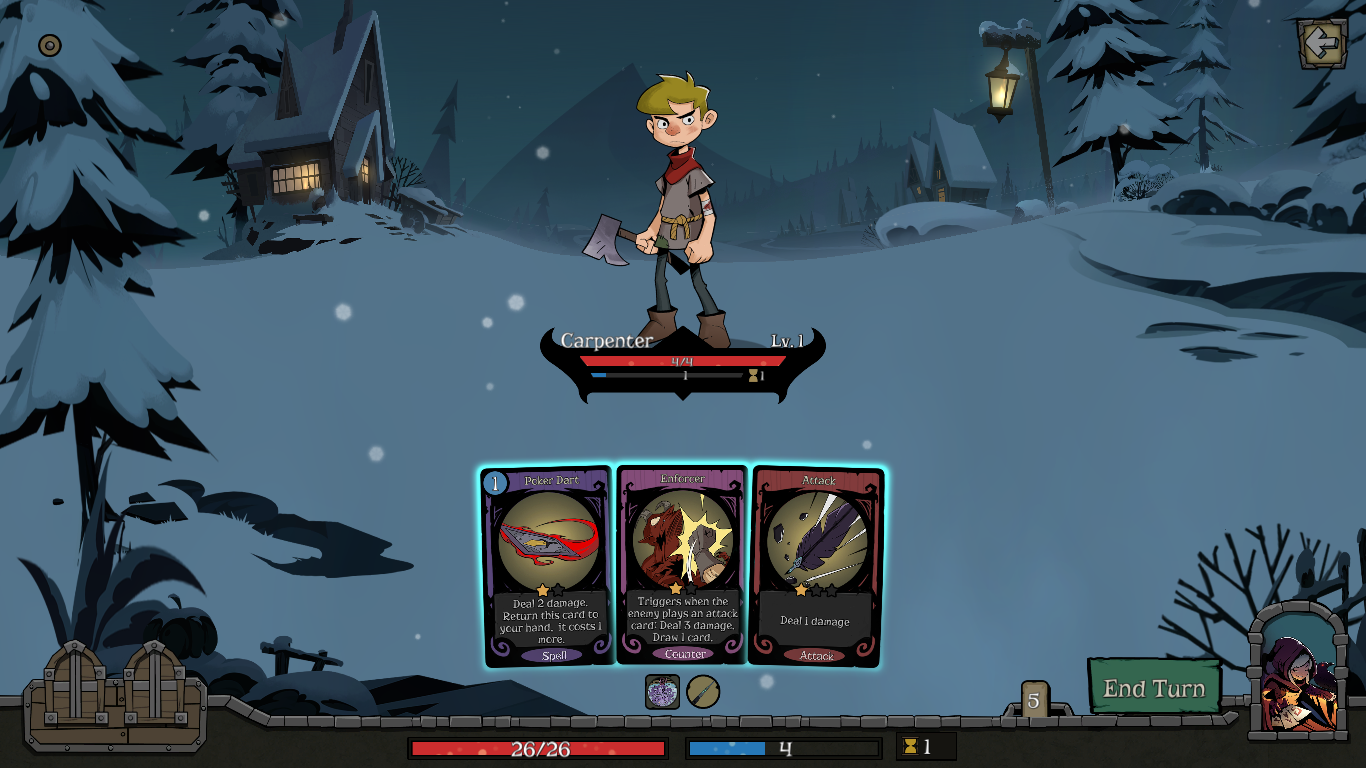 Carpenter
Lv. 1
4/4
1
1
1
Poker Dart
Deal 2 damage.
Return this card to
your hand, it costs 1
more.
Spell
Enforcer
Triggers when the
enemy plays an attack
card: Deal 3 damage.
Draw 1 card.
Counter
Attack
Deal 1 damage
Attack
5
End Turn
26/26
4
1